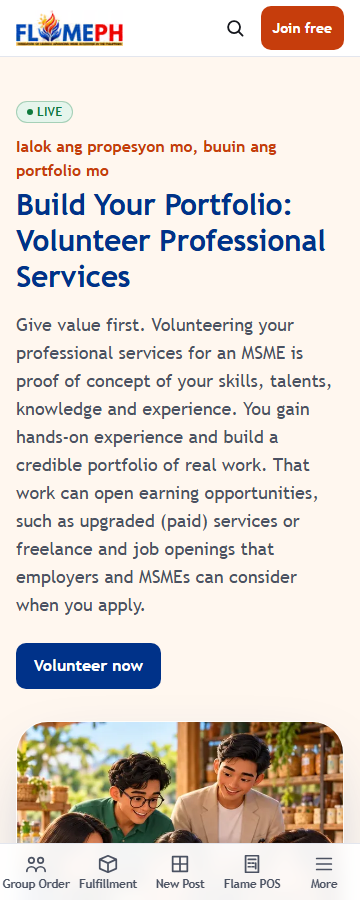 FLAMEPH
Join free
LIVE
Ialok ang propesyon mo, buuin ang
portfolio mo
Build Your Portfolio:
Volunteer Professional
Services
Give value first. Volunteering your
professional services for an MSME is
proof of concept of your skills, talents,
knowledge and experience. You gain
hands-on experience and build a
credible portfolio of real work. That
work can open earning opportunities,
such as upgraded (paid) services or
freelance and job openings that
employers and MSMEs can consider
when you apply.
Volunteer now
Group Order
Fulfillment
New Post
Flame POS
More